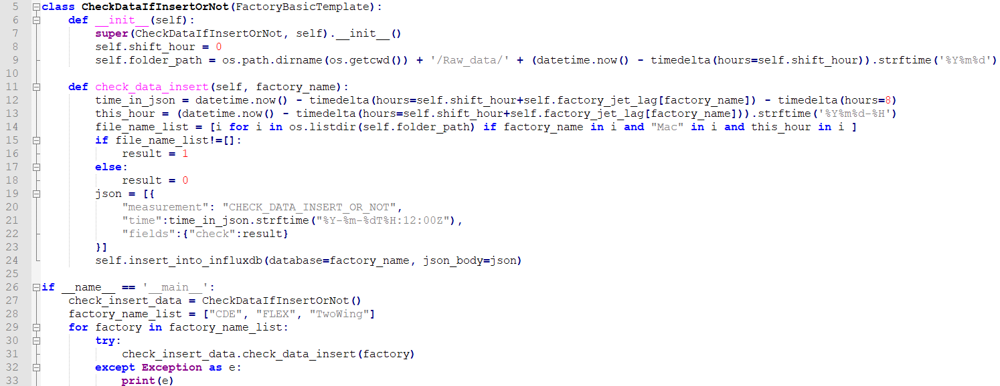 5 class CheckDataIfInsertOrNot(FactoryBasicTemplate):
6     def __init__(self):
7         super(CheckDataIfInsertOrNot, self).__init__()
8         self.shift_hour = 0
9         self.folder_path = os.path.dirname(os.getcwd()) + '/Raw_data/' + (datetime.now() - timedelta(hours=self.shift_hour)).strftime('%Y%m%d')
10
11     def check_data_insert(self, factory_name):
12         time_in_json = datetime.now() - timedelta(hours=self.shift_hour+self.factory_jet_lag[factory_name]) - timedelta(hours=8)
13         this_hour = (datetime.now() - timedelta(hours=self.shift_hour+self.factory_jet_lag[factory_name])).strftime('%Y%m%d-%H')
14         file_name_list = [i for i in os.listdir(self.folder_path) if factory_name in i and "Mac" in i and this_hour in i ]
15         if file_name_list!=[]:
16             result = 1
17         else:
18             result = 0
19         json = [{
20             "measurement": "CHECK_DATA_INSERT_OR_NOT",
21             "time":time_in_json.strftime("%Y-%m-%dT%H:12:00Z"),
22             "fields":{"check":result}
23         }]
24         self.insert_into_influxdb(database=factory_name, json_body=json)
25
26 if __name__ == '__main__':
27     check_insert_data = CheckDataIfInsertOrNot()
28     factory_name_list = ["CDE", "FLEX", "TwoWing"]
29     for factory in factory_name_list:
30         try:
31             check_insert_data.check_data_insert(factory)
32         except Exception as e:
33             print(e)